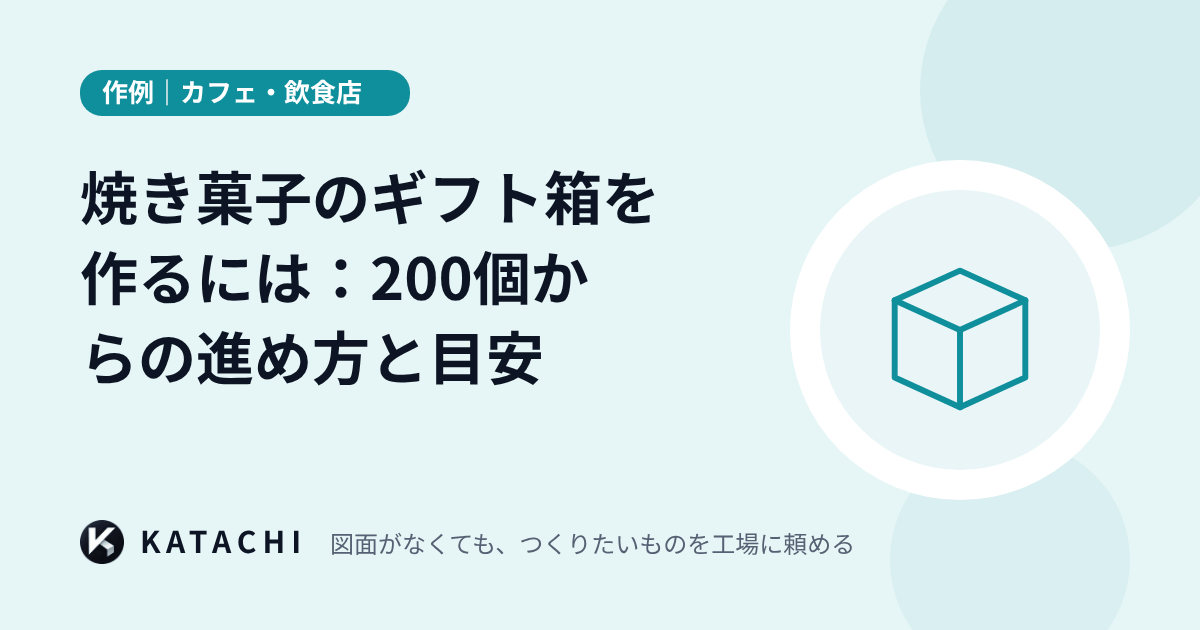 作例｜カフェ・飲食店
焼き菓子のギフト箱を
作るには：200個か
らの進め方と目安
KATACHI 図面がなくても、つくりたいものを工場に頼める